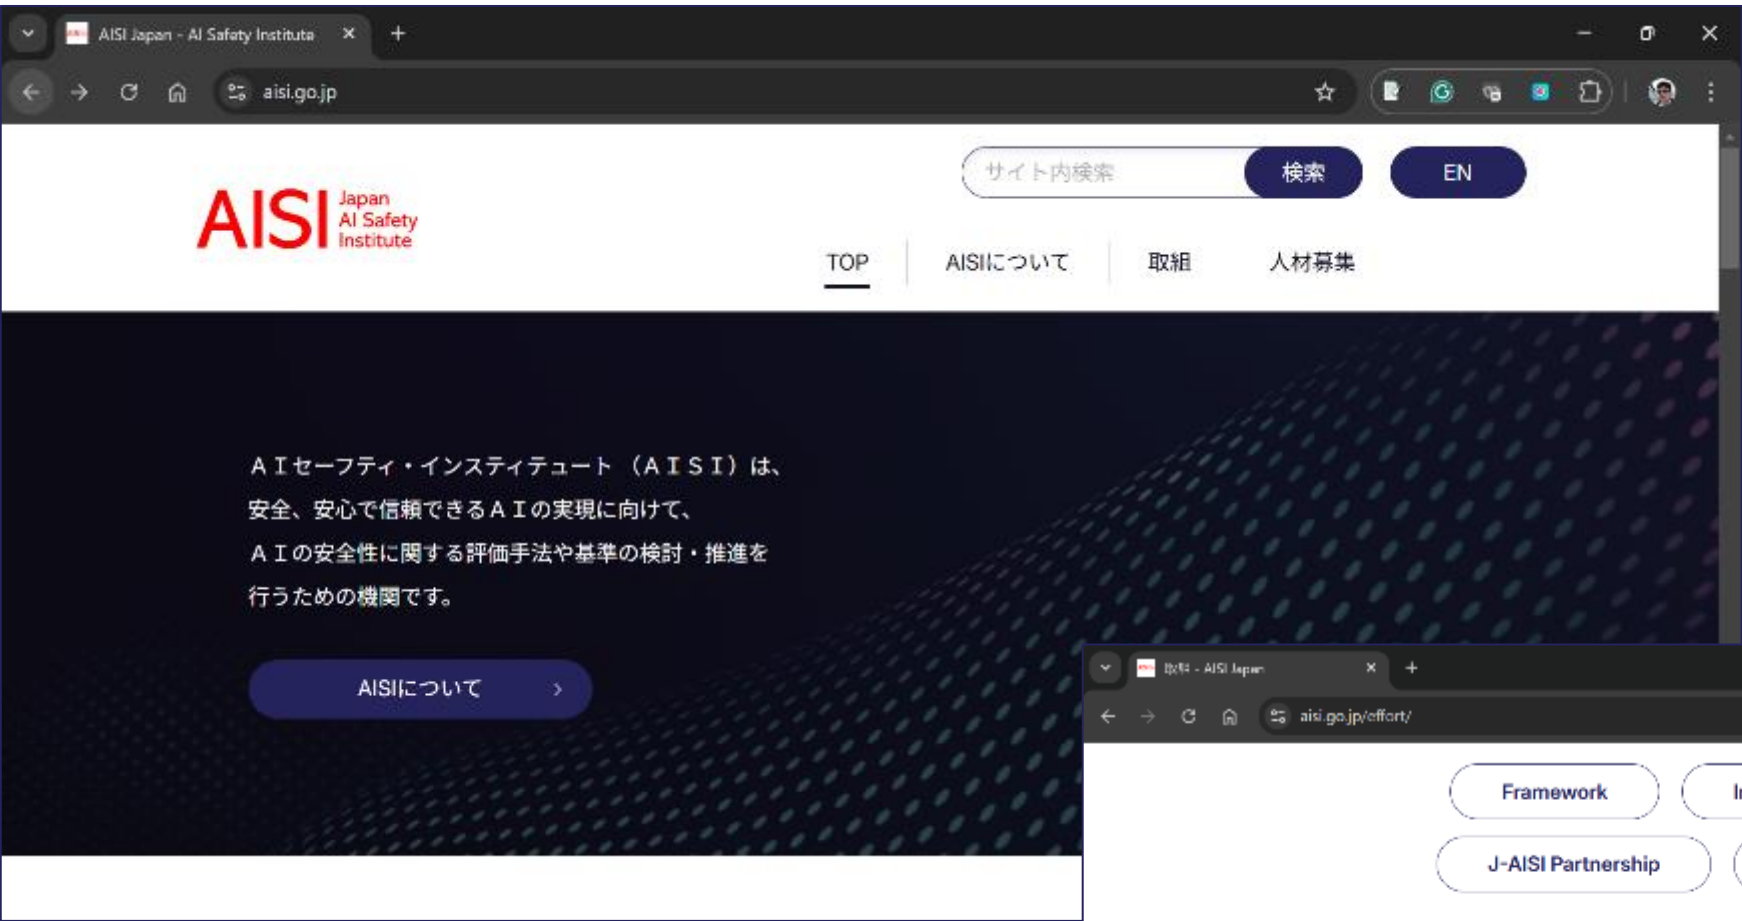 AISI Japan - AI Safety Institute
aisi.go.jp
サイト内検索
検索
EN
AISI
Japan
AI Safety
Institute
TOP
AISIについて
取組
人材募集
ＡＩセーフティ・インスティテュート （ＡＩＳＩ）は、
安全、安心で信頼できるＡＩの実現に向けて、
ＡＩの安全性に関する評価手法や基準の検討・推進を
行うための機関です。
AISIについて
- AISI Japan
aisi.go.jp/effort/
Framework
J-AISI Partnership